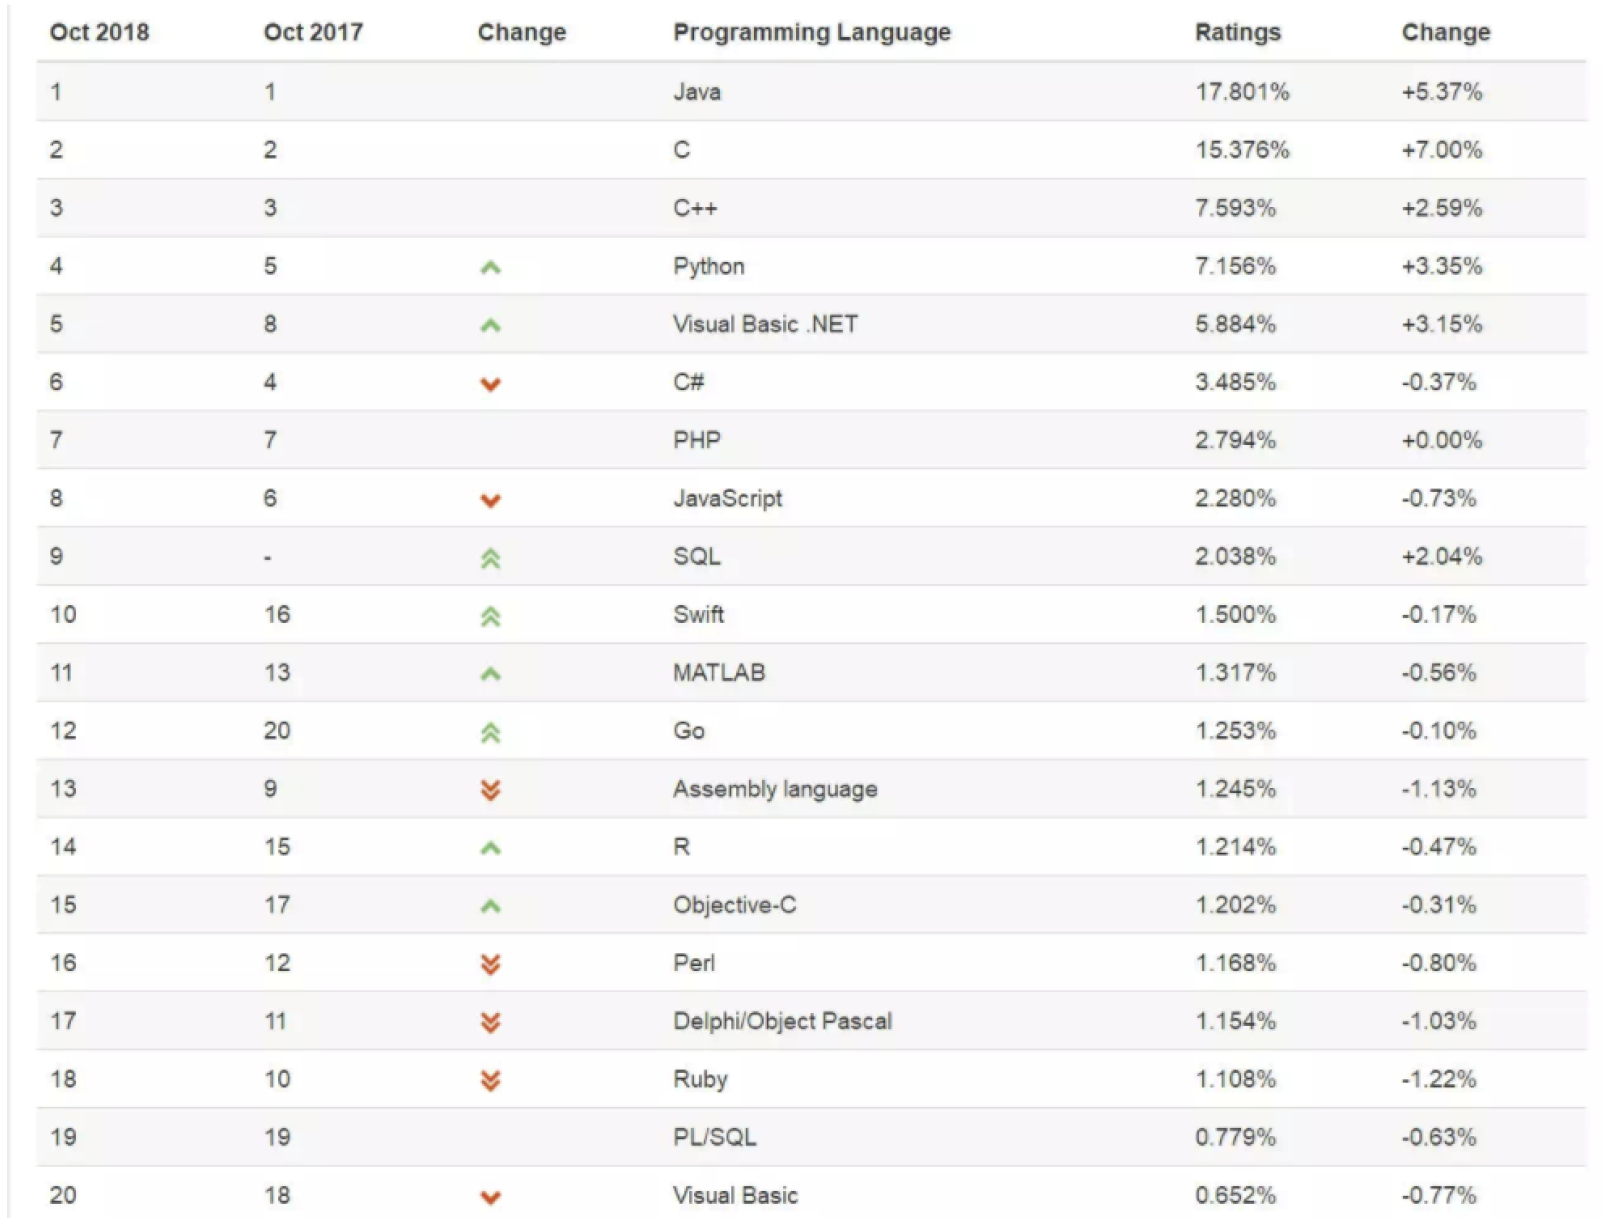 Oct 2018 Oct 2017 Change Programming Language Ratings Change
1 1 Java 17.801% +5.37%
2 2 C 15.376% +7.00%
3 3 C++ 7.593% +2.59%
4 5 Python 7.156% +3.35%
5 8 Visual Basic .NET 5.884% +3.15%
6 4 C# 3.485% -0.37%
7 7 PHP 2.794% +0.00%
8 6 JavaScript 2.280% -0.73%
9 - SQL 2.038% +2.04%
10 16 Swift 1.500% -0.17%
11 13 MATLAB 1.317% -0.56%
12 20 Go 1.253% -0.10%
13 9 Assembly language 1.245% -1.13%
14 15 R 1.214% -0.47%
15 17 Objective-C 1.202% -0.31%
16 12 Perl 1.168% -0.80%
17 11 Delphi/Object Pascal 1.154% -1.03%
18 10 Ruby 1.108% -1.22%
19 19 PL/SQL 0.779% -0.63%
20 18 Visual Basic 0.652% -0.77%